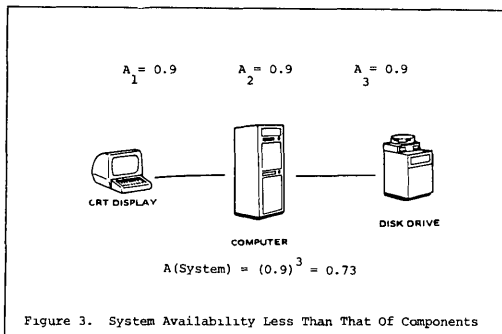 A1 = 0.9 A2 = 0.9 A3 = 0.9
CRT DISPLAY
COMPUTER
DISK DRIVE
A(System) = (0.9)3 = 0.73
Figure 3. System Availability Less Than That Of Components